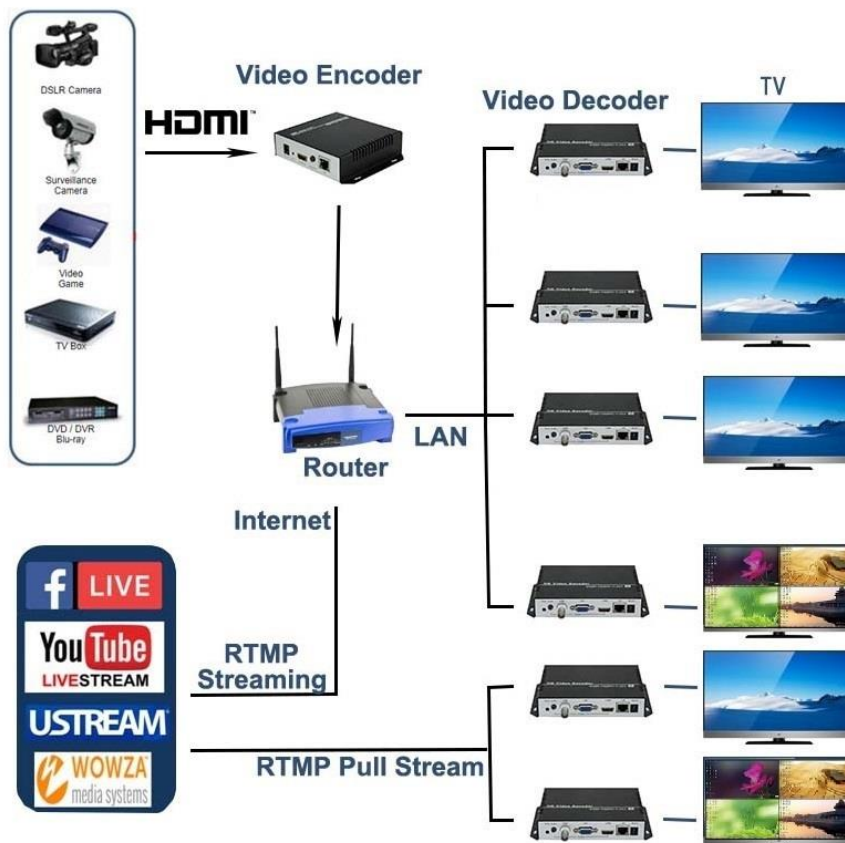 DSLR Camera
Surveillance
Camera
Video
Game
TV Box
DVD / DVR
Blu-ray
HDMI™
Video Encoder
Video Decoder
TV
Router
LAN
Internet
f LIVE
YouTube
LIVESTREAM
USTREAM
WOWZA
media systems
RTMP
Streaming
RTMP Pull Stream